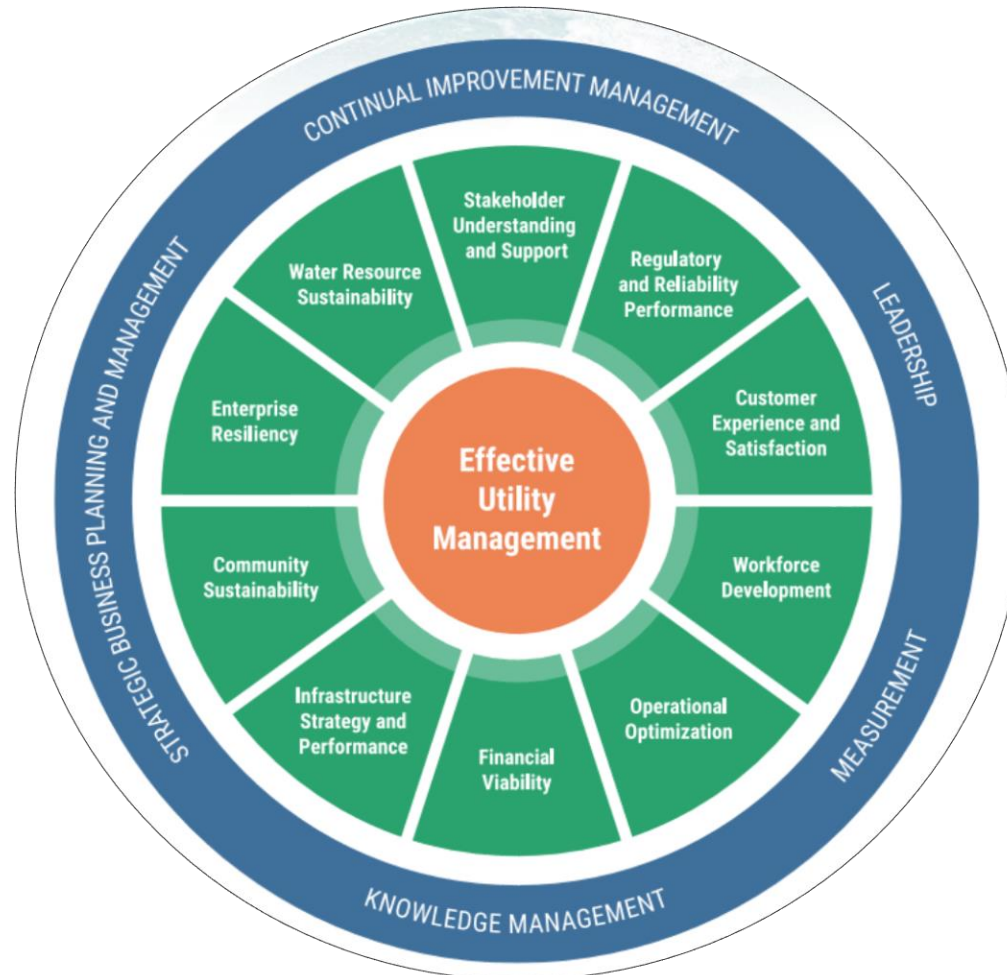 CONTINUAL IMPROVEMENT MANAGEMENT
LEADERSHIP
MEASUREMENT
KNOWLEDGE MANAGEMENT
STRATEGIC BUSINESS PLANNING AND MANAGEMENT
Stakeholder
Understanding
and Support
Regulatory
and Reliability
Performance
Customer
Experience and
Satisfaction
Workforce
Development
Operational
Optimization
Financial
Viability
Infrastructure
Strategy and
Performance
Community
Sustainability
Enterprise
Resiliency
Water Resource
Sustainability
Effective
Utility
Management